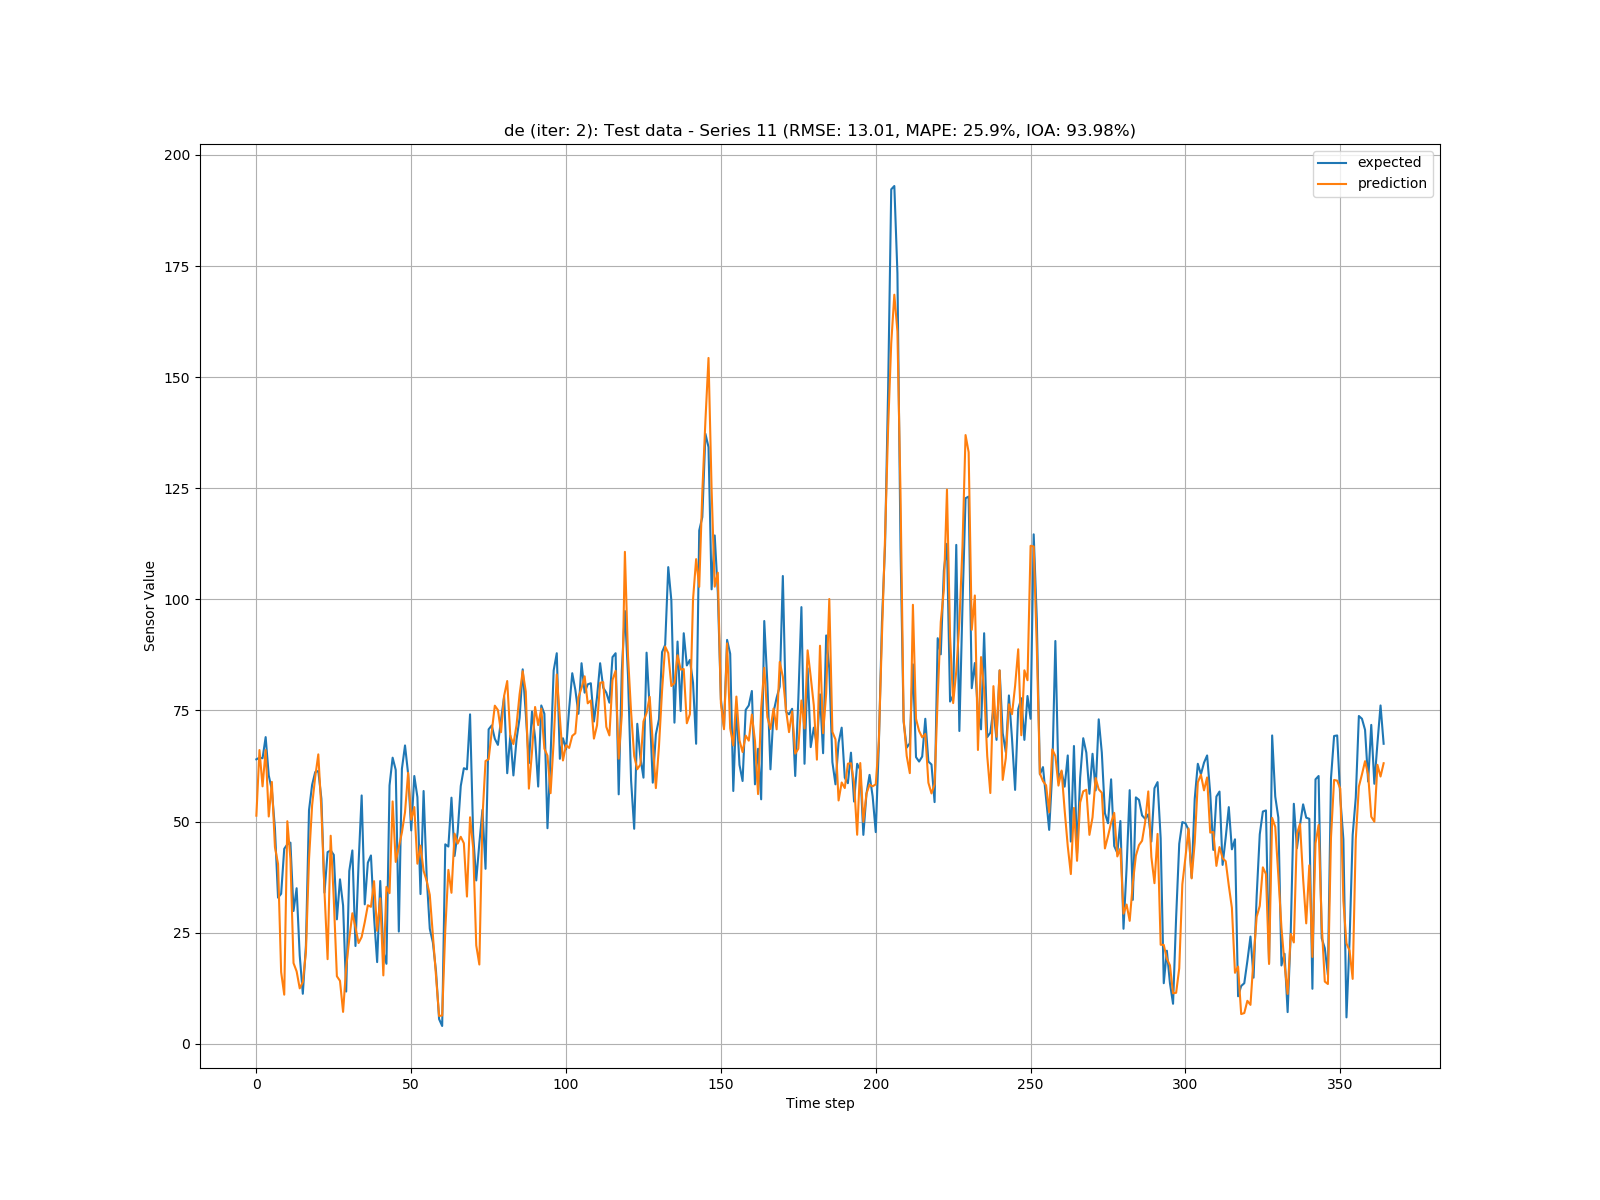 de (iter: 2): Test data - Series 11 (RMSE: 13.01, MAPE: 25.9%, IOA: 93.98%)
expected
prediction
200
175
150
125
100
75
50
25
0
Sensor Value
0 50 100 150 200 250 300 350
Time step